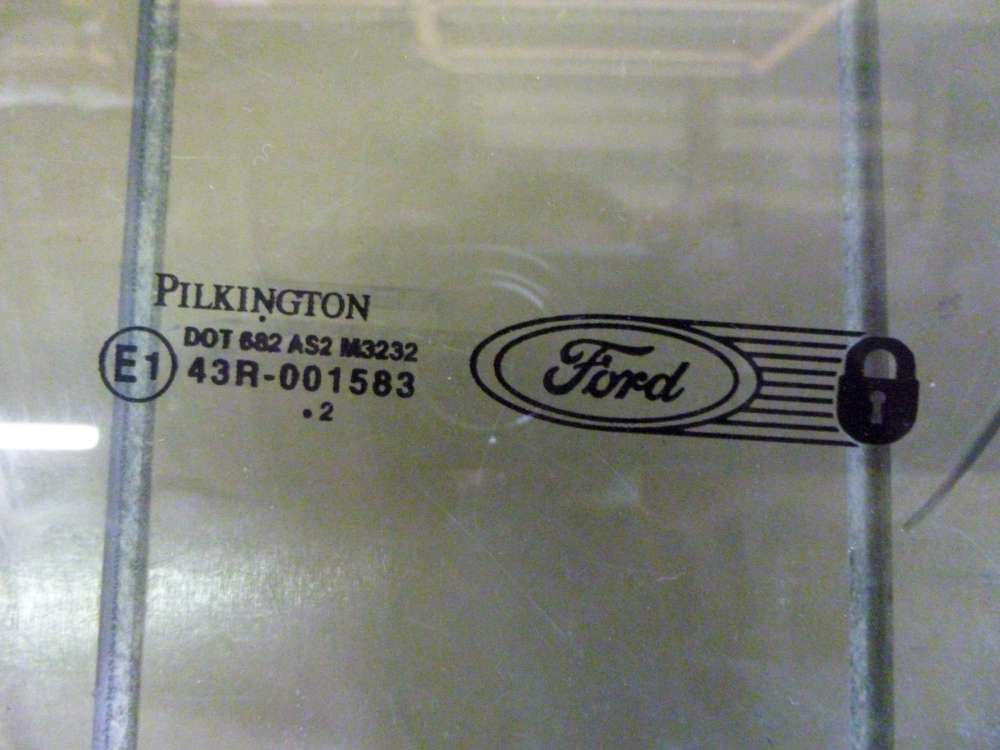 PILKINGTON
DOT 682 AS2 M3232
E1 43R-001583
.2
Ford